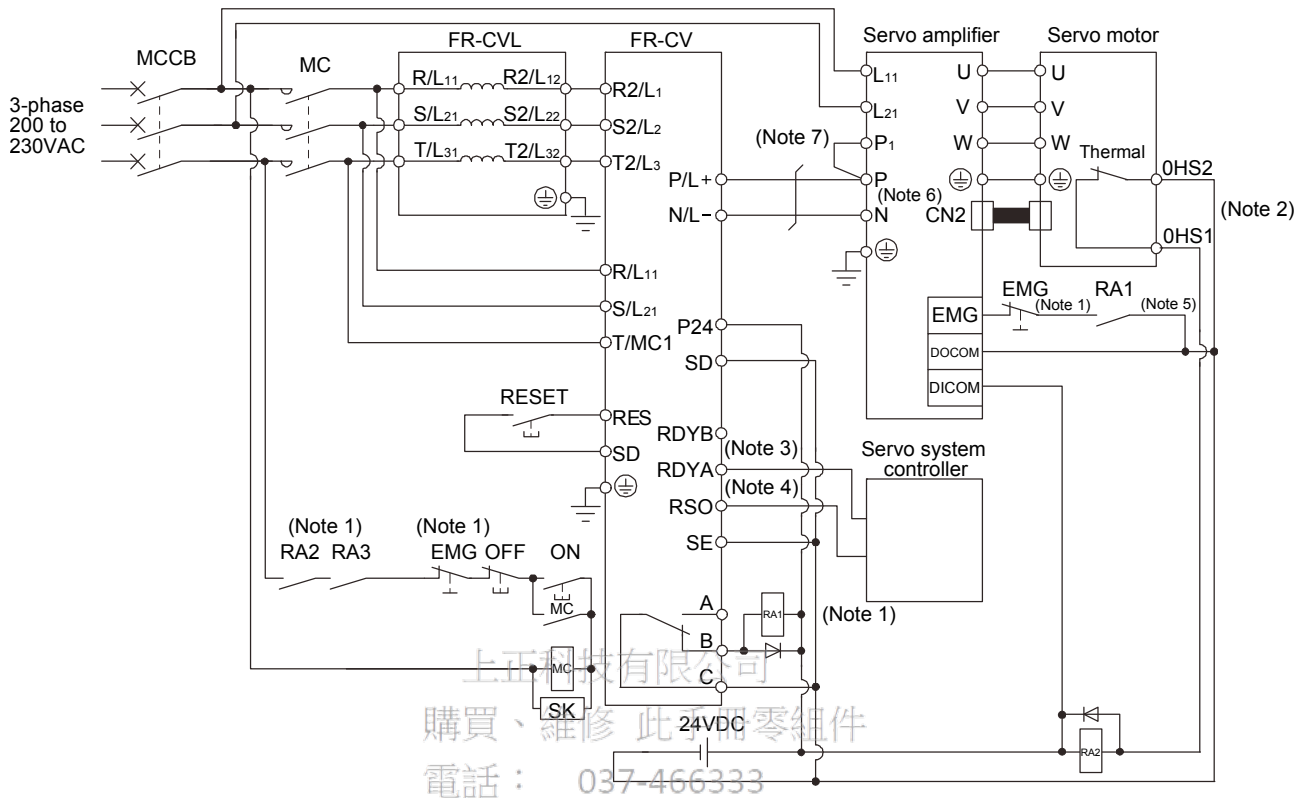 FR-CVL
FR-CV
Servo amplifier
Servo motor
MCCB
MC
3-phase
200 to
230VAC
R/L11
R2/L12
S/L21
S2/L22
T/L31
T2/L32
R2/L1
S2/L2
T2/L3
L11
L21
P1
P
N
(Note 7)
(Note 6)
P/L+
N/L−
U
V
W
CN2
U
V
W
Thermal
0HS2
(Note 2)
0HS1
R/L11
S/L21
T/MC1
P24
SD
EMG
DOCOM
DICOM
EMG
(Note 1)
RA1
(Note 5)
RESET
RES
SD
RDYB
(Note 3)
RDYA
(Note 4)
RSO
SE
Servo system
controller
(Note 1)
RA2
RA3
(Note 1)
EMG
OFF
ON
MC
MC
SK
A
B
C
RA1
(Note 1)
24VDC
RA2
上正科技有限公司
購買、維修 此手冊零組件
電話： 037-466333